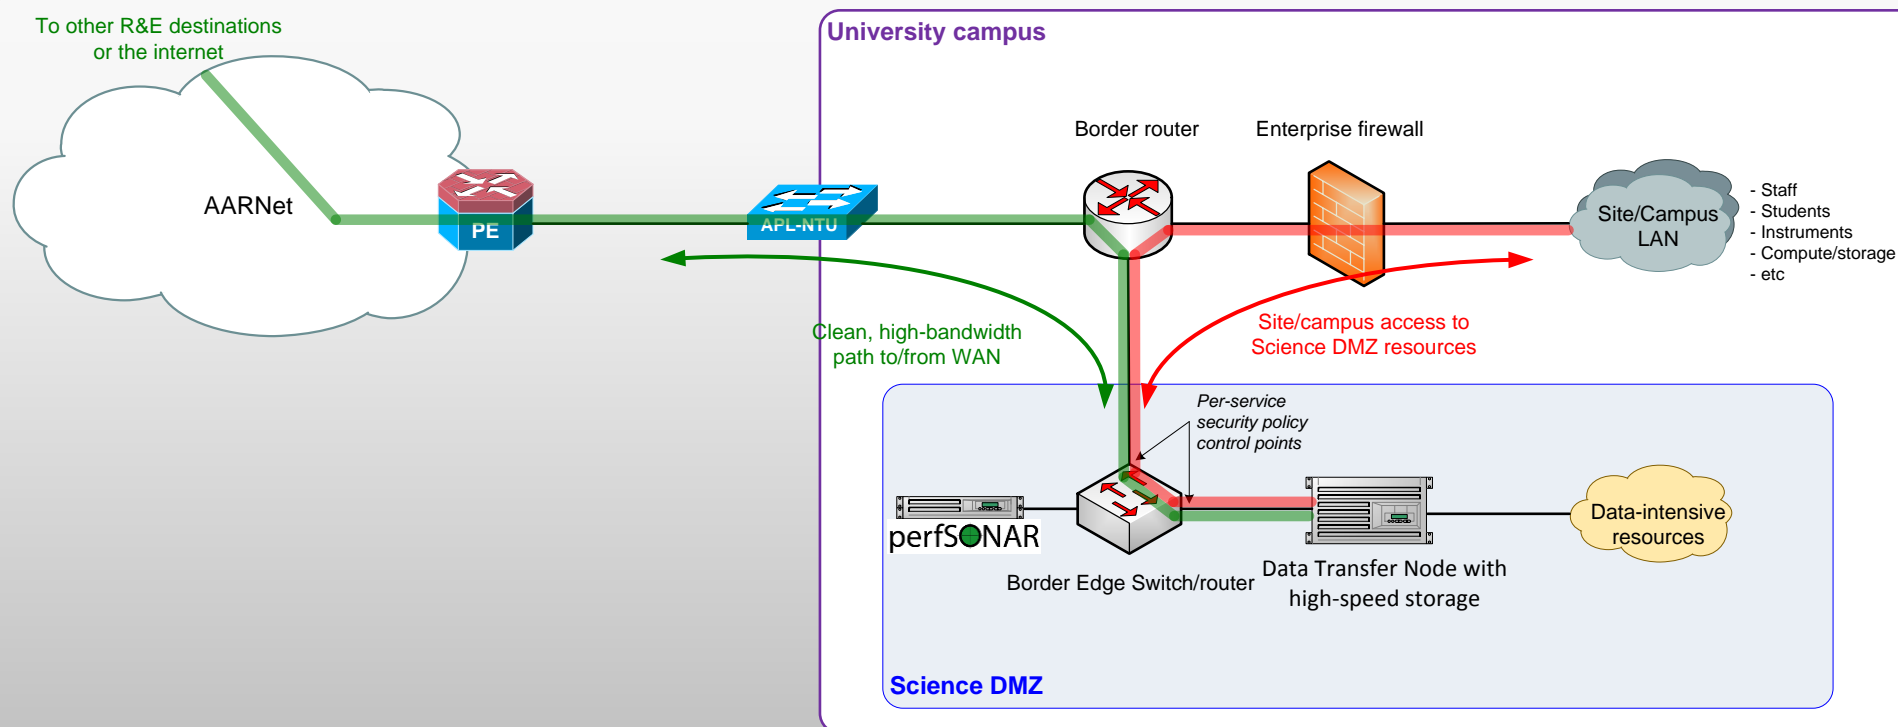 To other R&E destinations
or the internet
University campus
Border router
Enterprise firewall
AARNet
PE
APL-NTU
Site/Campus
LAN
- Staff
- Students
- Instruments
- Compute/storage
- etc
Clean, high-bandwidth
path to/from WAN
Site/campus access to
Science DMZ resources
Per-service
security policy
control points
perfSONAR
Border Edge Switch/router
Data Transfer Node with
high-speed storage
Data-intensive
resources
Science DMZ